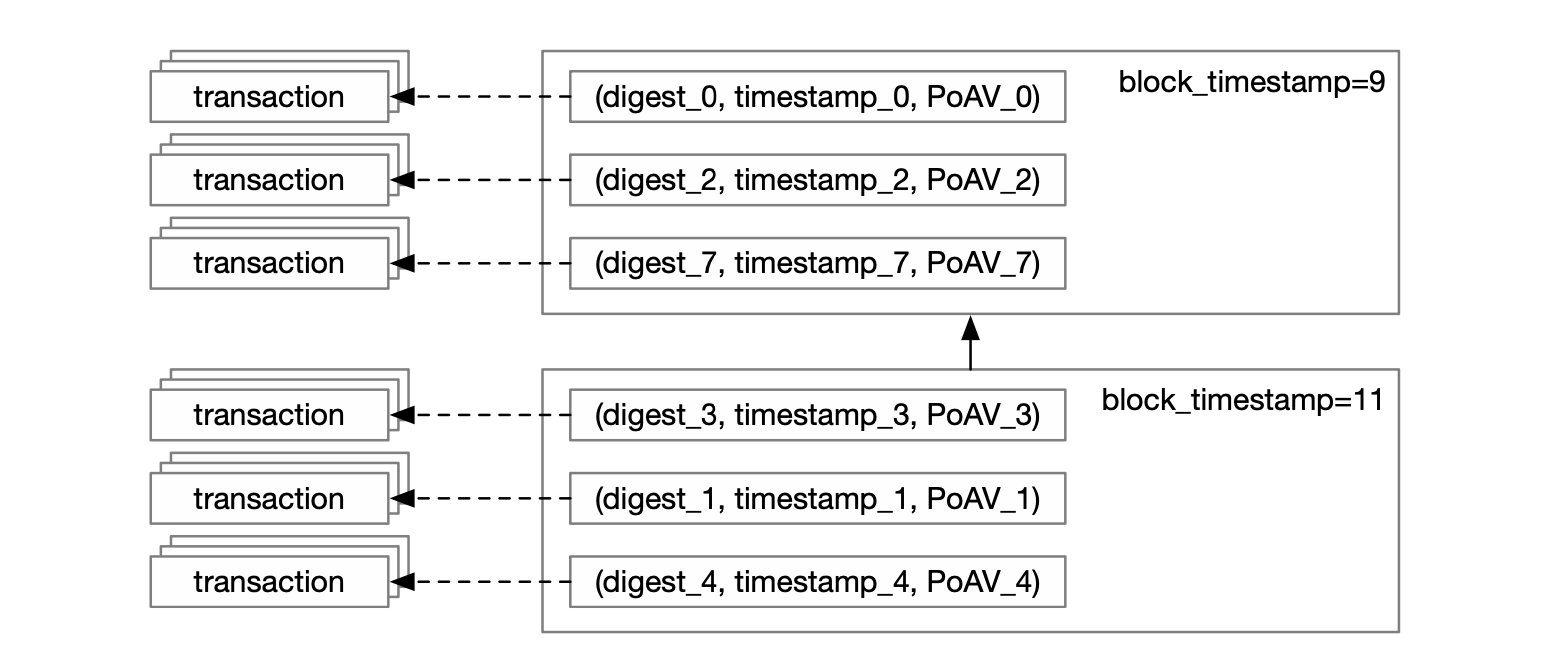 transaction
(digest_0, timestamp_0, PoAV_0)
block_timestamp=9
transaction
(digest_2, timestamp_2, PoAV_2)
transaction
(digest_7, timestamp_7, PoAV_7)
transaction
(digest_3, timestamp_3, PoAV_3)
block_timestamp=11
transaction
(digest_1, timestamp_1, PoAV_1)
transaction
(digest_4, timestamp_4, PoAV_4)